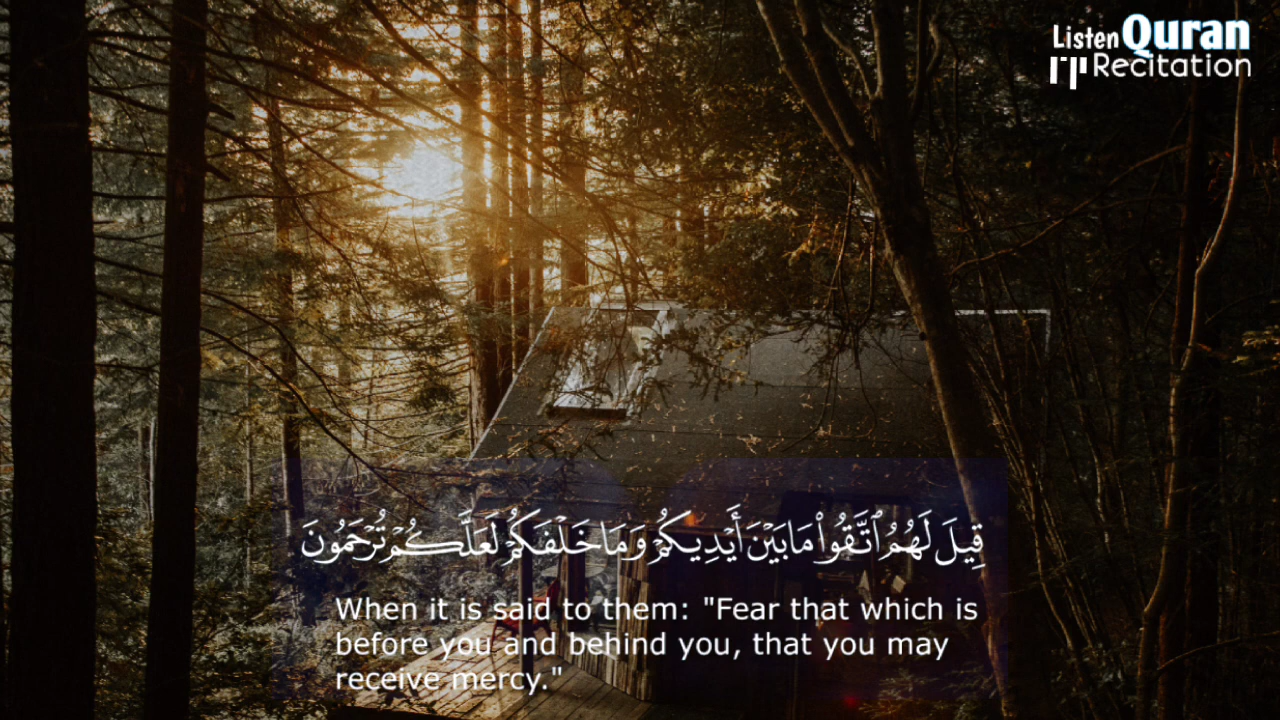 Listen Quran
Recitation
قِيلَ لَهُمُ ٱتَّقُوا۟ مَا بَيْنَ أَيْدِيكُمْ وَمَا خَلْفَكُمْ لَعَلَّكُمْ تُرْحَمُونَ
When it is said to them: "Fear that which is
before you and behind you, that you may
receive mercy."